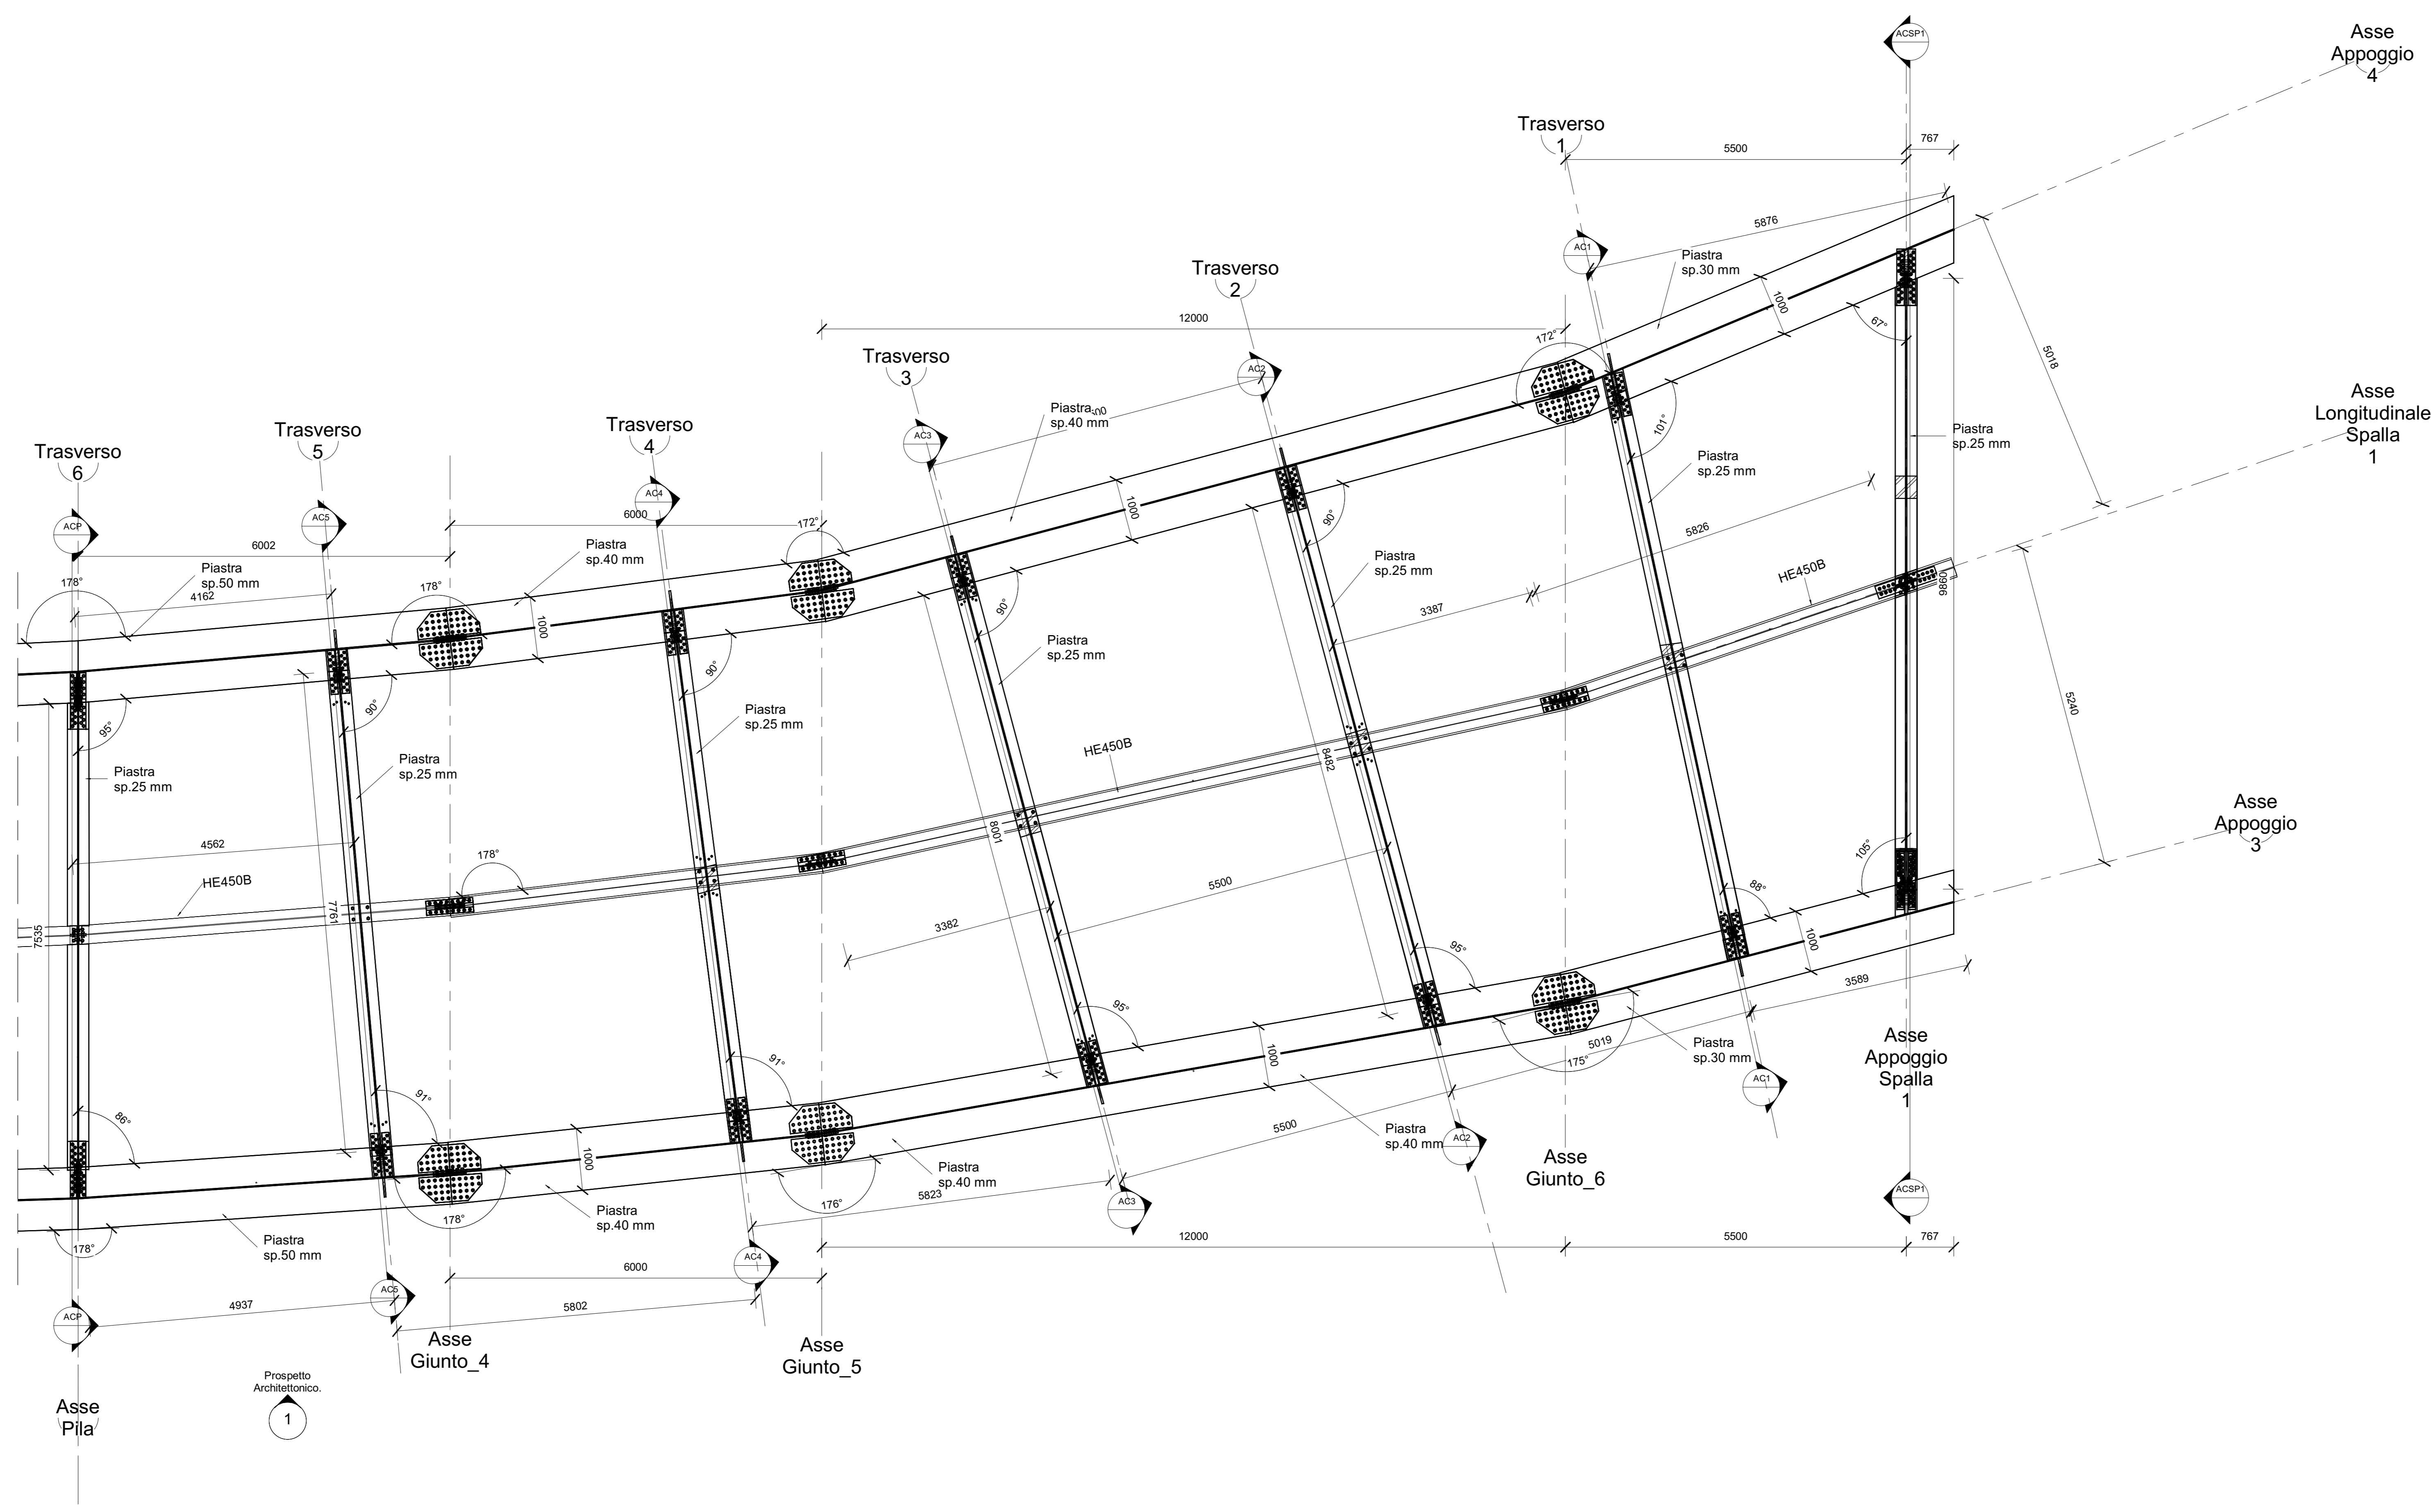 ACSP1
Asse
Appoggio
4
Trasverso
1
5500
767
5876
AC1
Piastra
sp.30 mm
1000
67°
5018
Trasverso
2
12000
172°
AC2
Trasverso
3
AC3
Piastra
sp.40 mm
1000
90°
101°
Piastra
sp.25 mm
Piastra
sp.25 mm
Asse
Longitudinale
Spalla
1
Trasverso
6
Trasverso
5
Trasverso
4
ACP
AC5
AC4
6002
6000
172°
Piastra
sp.50 mm
Piastra
sp.40 mm
178°
4162
178°
1000
90°
Piastra
sp.25 mm
Piastra
sp.25 mm
5826
HE450B
3387
9860
95°
90°
90°
Piastra
sp.25 mm
Piastra
sp.25 mm
Piastra
sp.25 mm
HE450B
8482
5240
4562
HE450B
178°
7535
7761
8001
5500
3382
105°
88°
Asse
Appoggio
3
95°
95°
1000
3589
86°
91°
91°
1000
5019
175°
Piastra
sp.30 mm
Asse
Appoggio
Spalla
1
AC1
1000
Piastra
sp.40 mm
5500
AC2
Piastra
sp.40 mm
5823
176°
AC3
Asse
Giunto_6
ACSP1
178°
Piastra
sp.40 mm
178°
Piastra
sp.50 mm
12000
5500
767
6000
AC4
AC5
4937
5802
ACP
Asse
Giunto_4
Asse
Giunto_5
Prospetto
Architettonico.
1
Asse
Pila